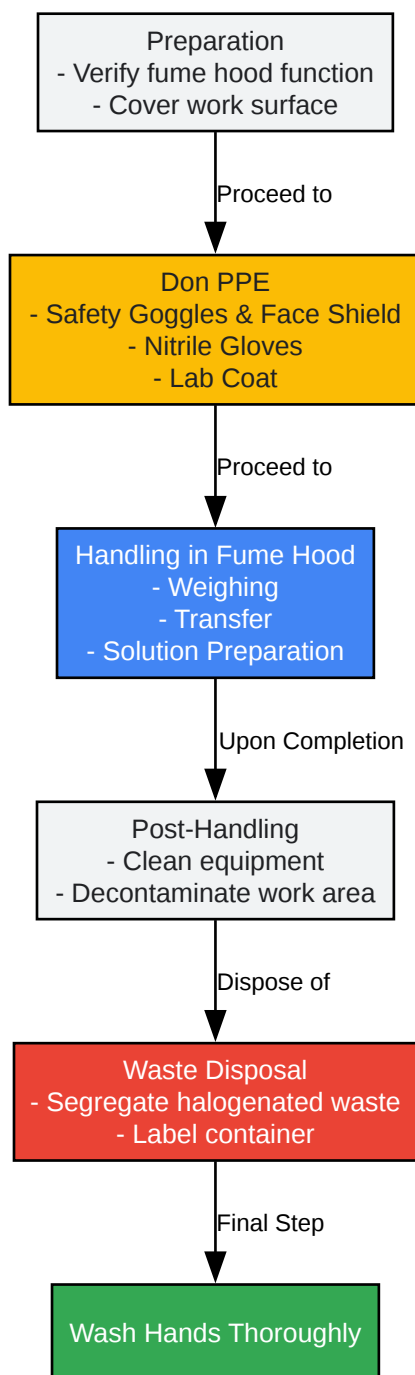 Preparation
- Verify fume hood function
- Cover work surface
Proceed to
Don PPE
- Safety Goggles & Face Shield
- Nitrile Gloves
- Lab Coat
Proceed to
Handling in Fume Hood
- Weighing
- Transfer
- Solution Preparation
Upon Completion
Post-Handling
- Clean equipment
- Decontaminate work area
Dispose of
Waste Disposal
- Segregate halogenated waste
- Label container
Final Step
Wash Hands Thoroughly